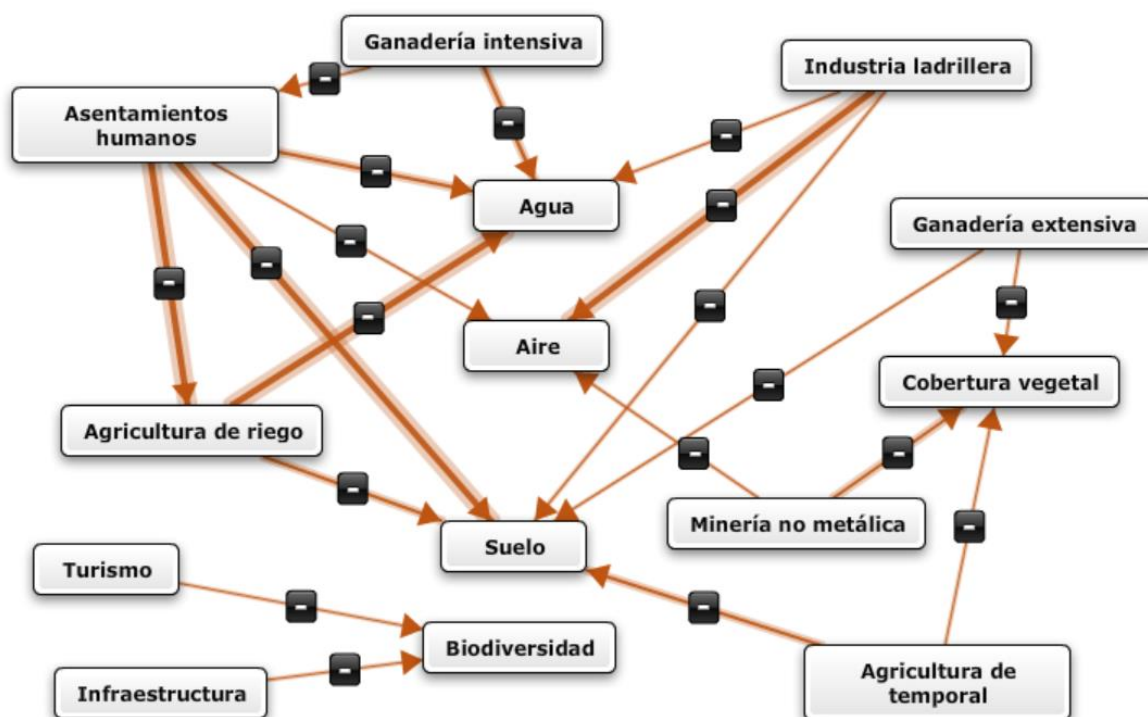 Ganadería intensiva
Industria ladrillera
Asentamientos
humanos
-
-
-
-
Agua
-
Ganadería extensiva
-
-
-
-
-
-
Aire
Cobertura vegetal
-
Agricultura de riego
-
-
-
Minería no metálica
-
Suelo
Turismo
-
-
Biodiversidad
-
Infraestructura
Agricultura de
temporal